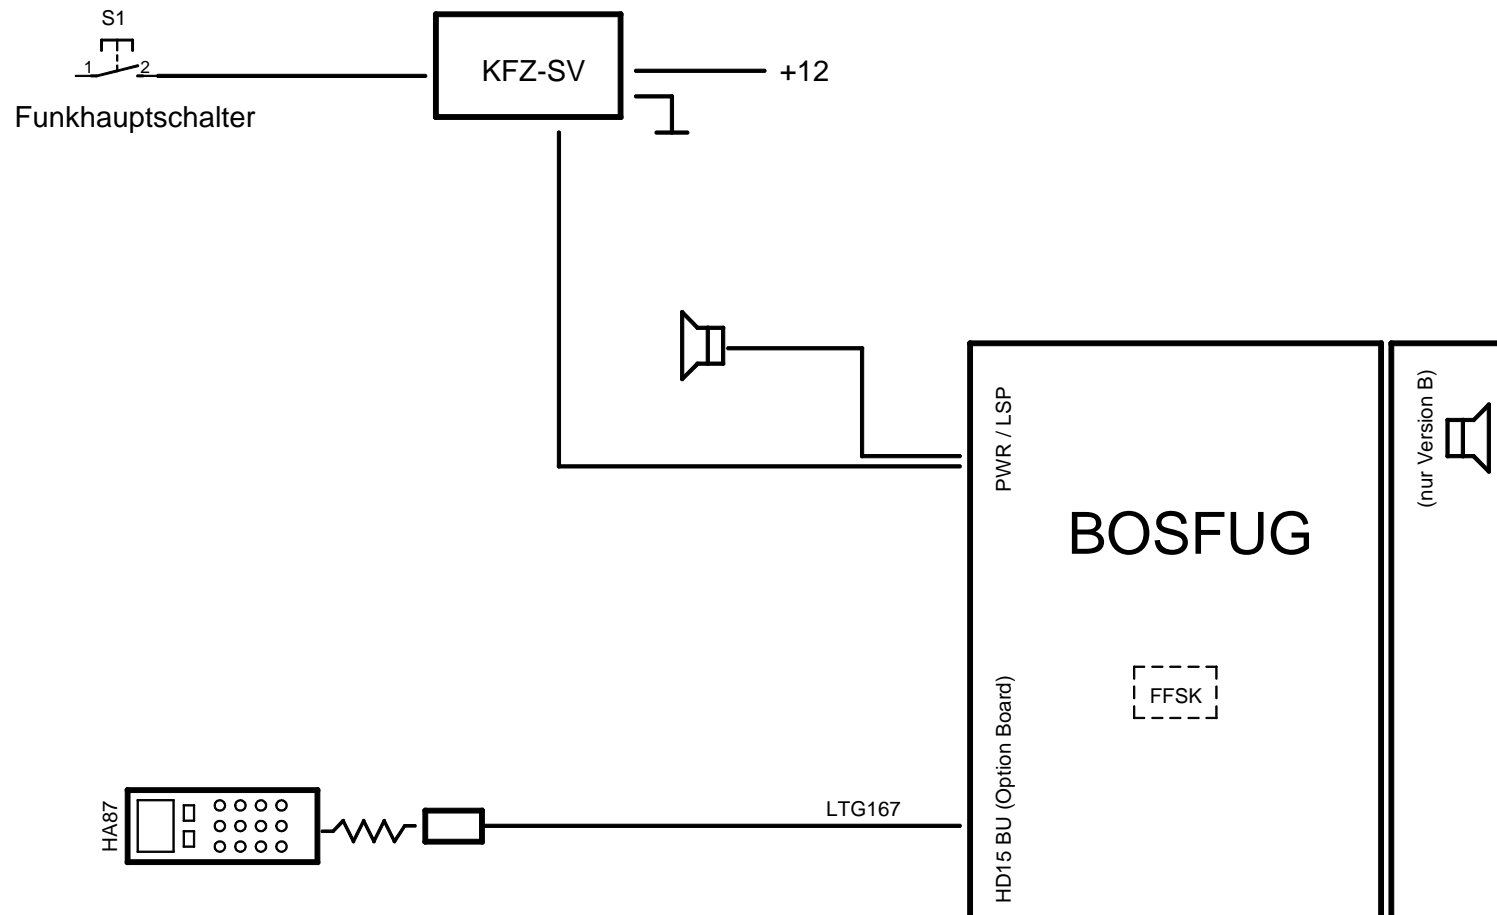 S1
1 2
Funkhauptschalter
KFZ-SV
+12
PWR / LSP
(nur Version B)
BOSFUG
FFSK
HD15 BU (Option Board)
HA87
LTG167